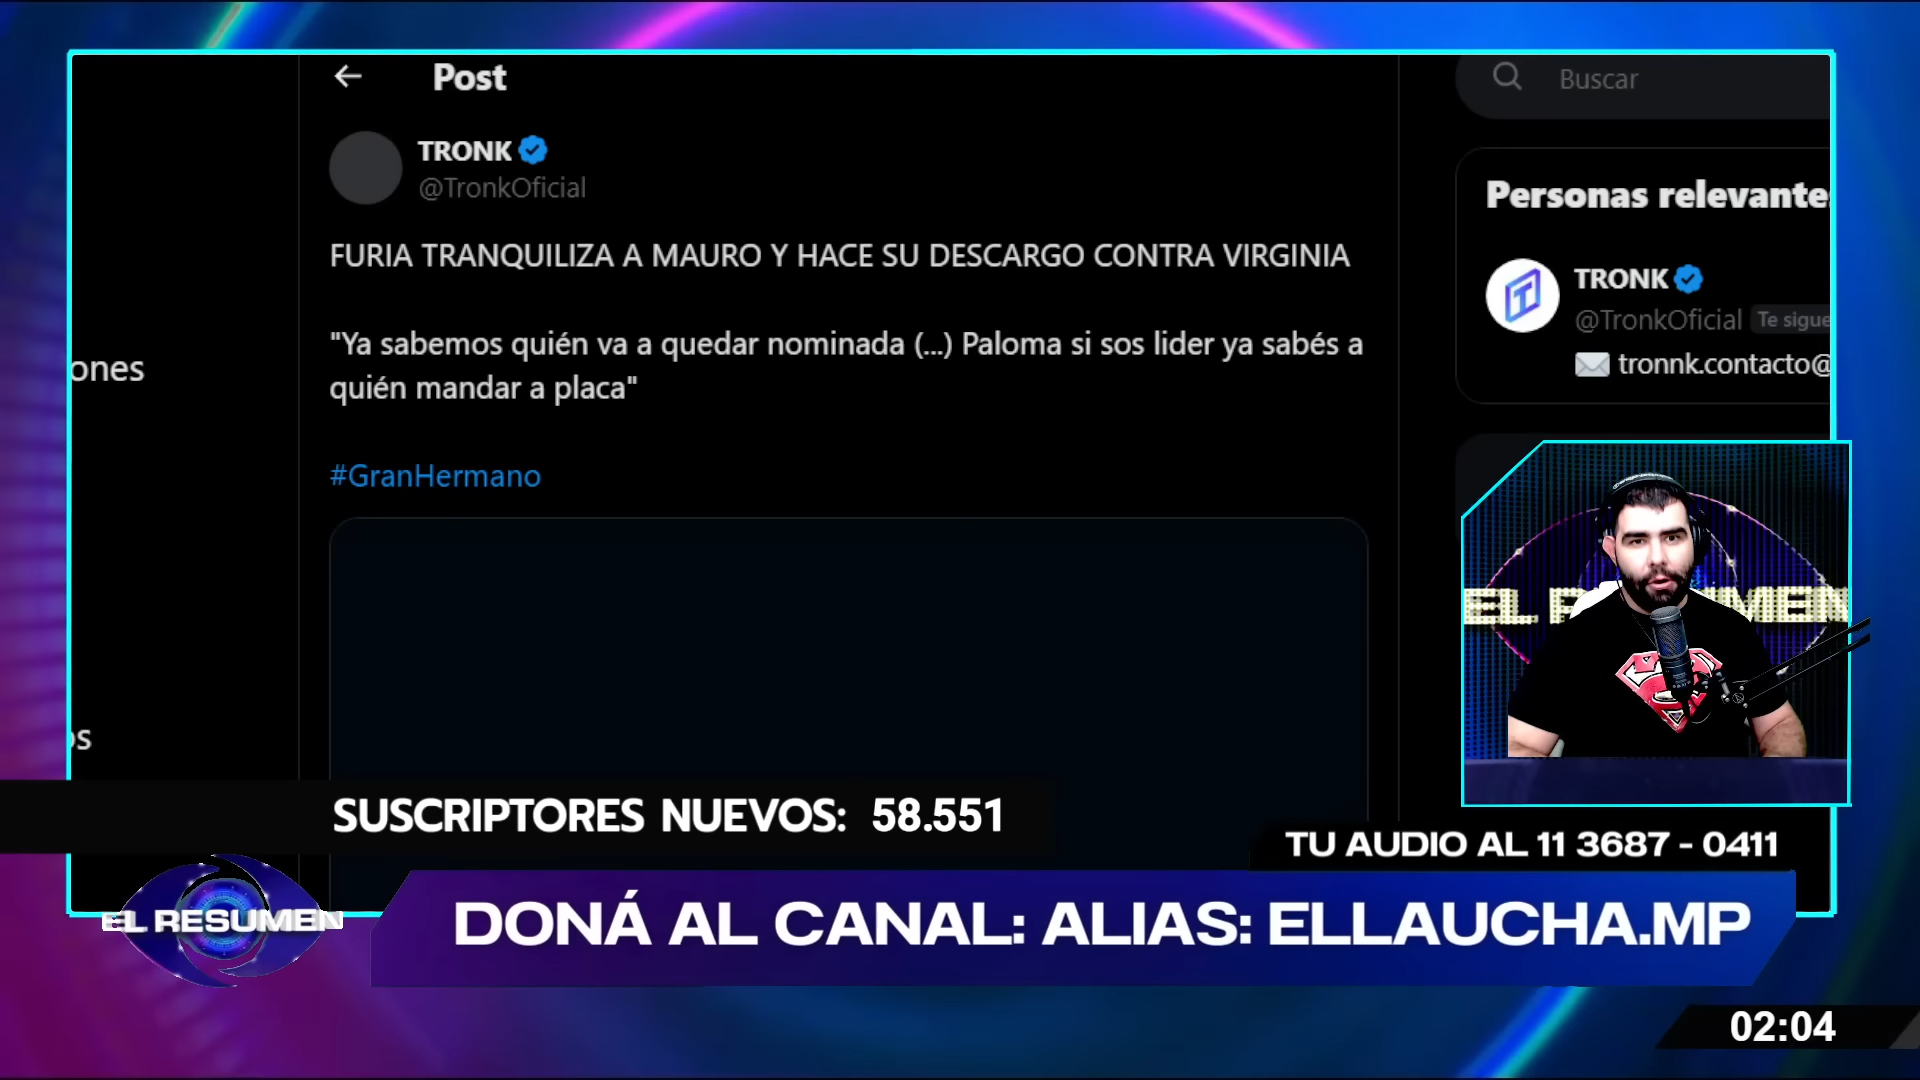 Post
Buscar
TRONK
@TronkOficial
FURIA TRANQUILIZA A MAURO Y HACE SU DESCARGO CONTRA VIRGINIA
"Ya sabemos quién va a quedar nominada (...) Paloma si sos lider ya sabés a
quién mandar a placa"
#GranHermano
Personas relevantes
TRONK
@TronkOficial Te sigue
tronnk.contacto@
ones
os
EL RESUMEN
SUSCRIPTORES NUEVOS: 58.551
TU AUDIO AL 11 3687 - 0411
EL RESUMEN
DONÁ AL CANAL: ALIAS: ELLAUCHA.MP
02:04